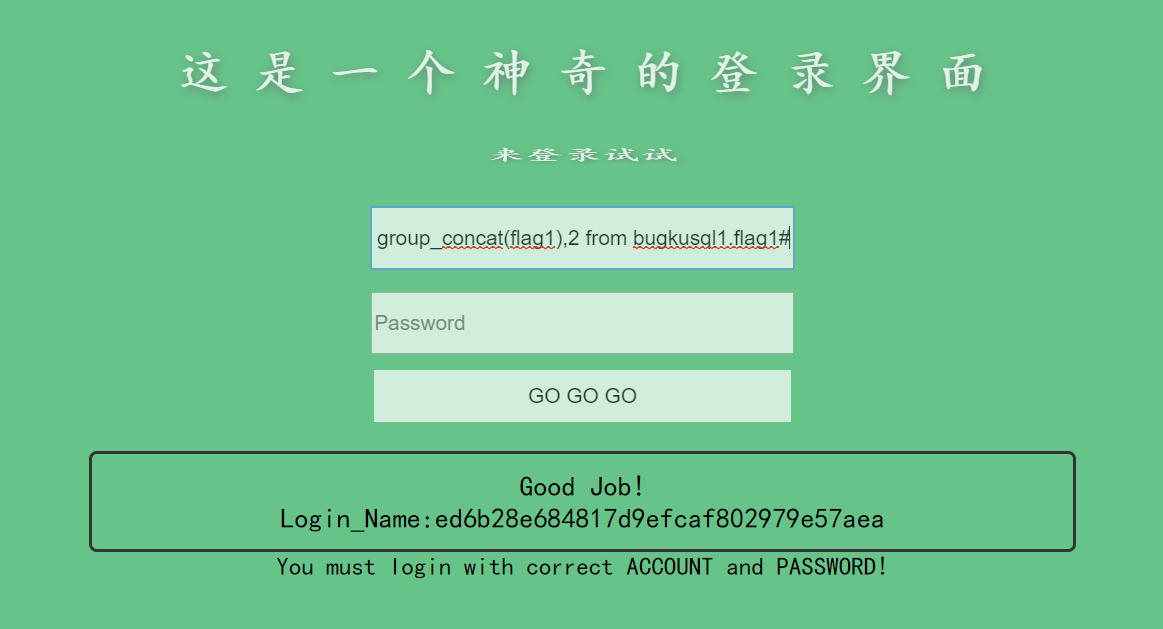 这是一个神奇的登录界面
来登录试试
group_concat(flag1),2 from bugkusql1.flag1#
Password
GO GO GO
Good Job!
Login_Name:ed6b28e684817d9efcaf802979e57aea
You must login with correct ACCOUNT and PASSWORD!